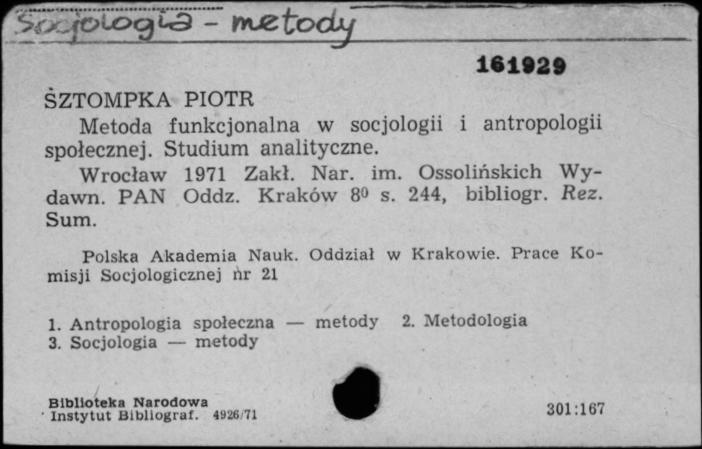 Socjologia - metody
161929
SZTOMPKA PIOTR
Metoda funkcjonalna w socjologii i antropologii
społecznej. Studium analityczne.
Wrocław 1971 Zakł. Nar. im. Ossolińskich Wy-
dawn. PAN Oddz. Kraków 8⁰ s. 244, bibliogr. Rez.
Sum.
Polska Akademia Nauk. Oddział w Krakowie. Prace Ko-
misji Socjologicznej nr 21
1. Antropologia społeczna — metody 2. Metodologia
3. Socjologia — metody
Biblioteka Narodowa
Instytut Bibliograf. 4926/71
301:167